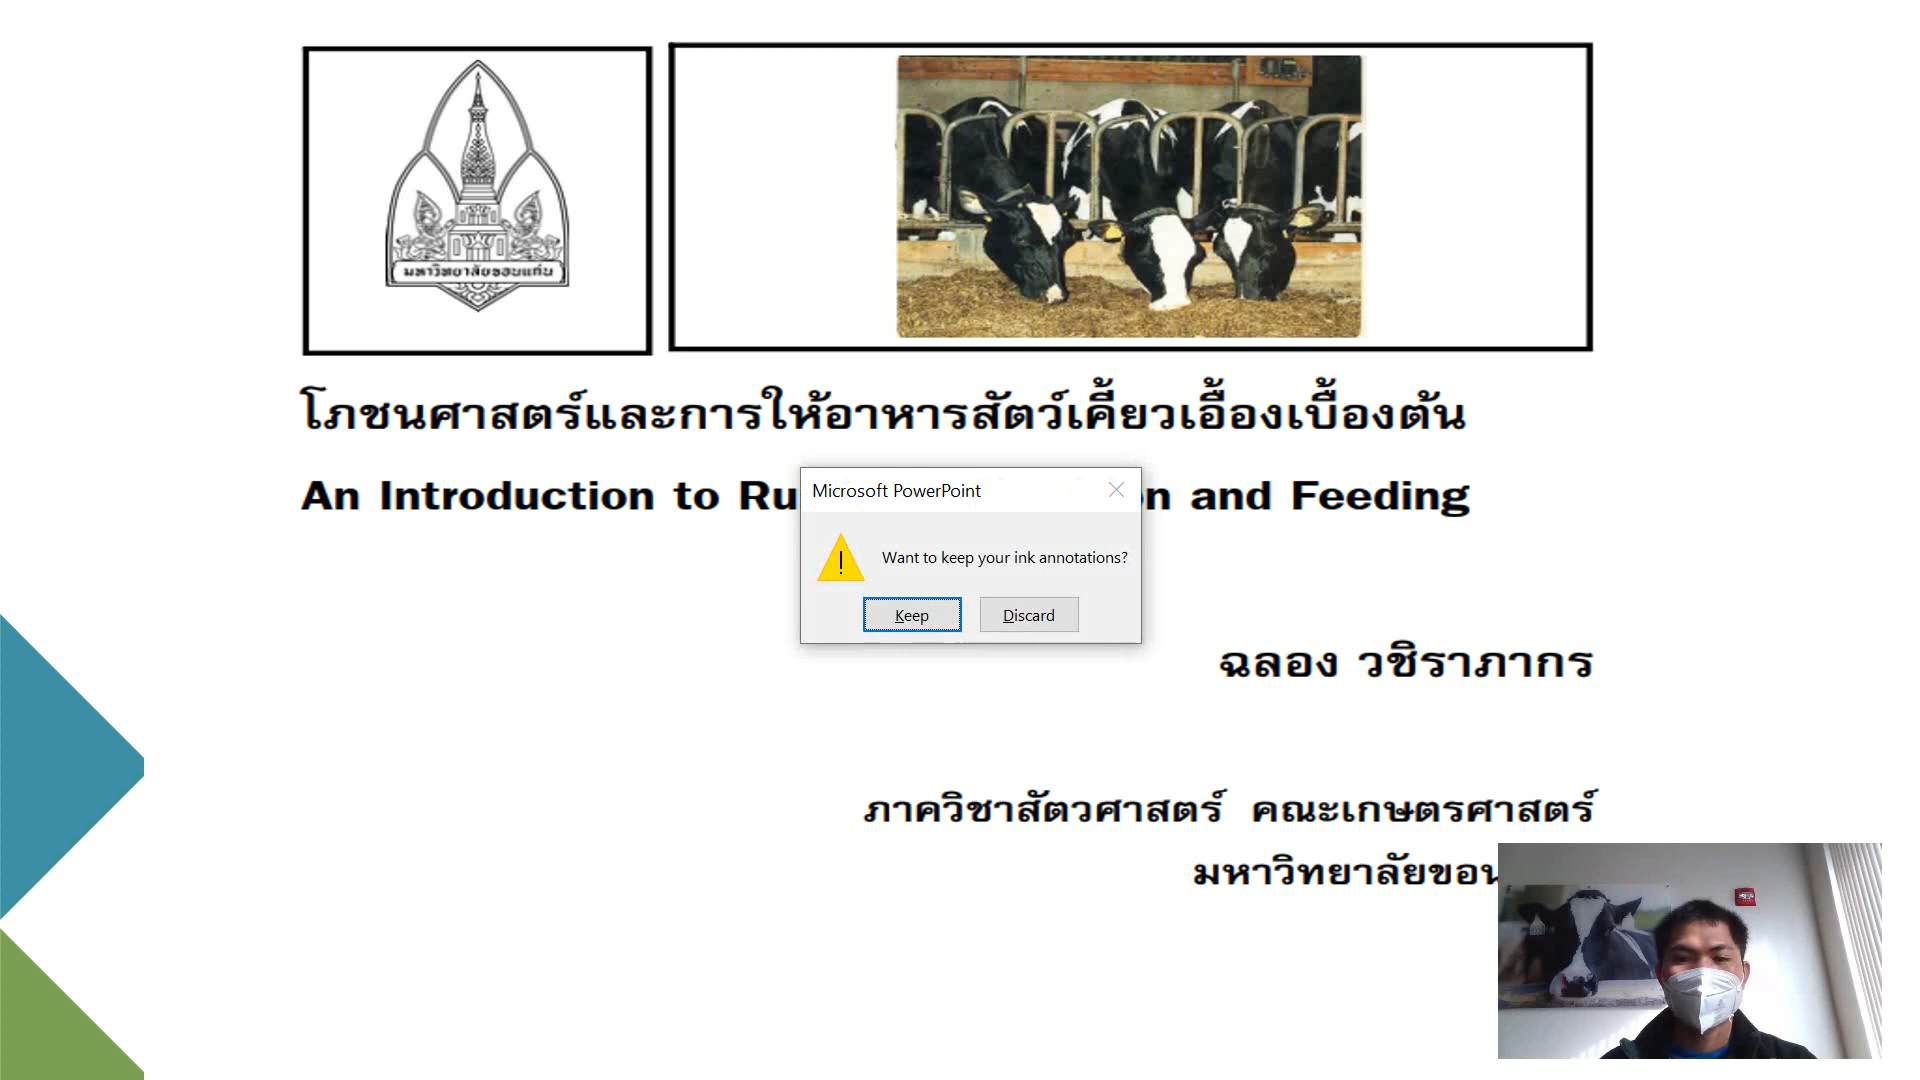 มหาวิทยาลัยขอนแก่น
โภชนศาสตร์และการให้อาหารสัตว์เคี้ยวเอื้องเบื้องต้น
An Introduction to Ru on and Feeding
Microsoft PowerPoint
Want to keep your ink annotations?
Keep Discard
ฉลอง วชิราภากร
ภาควิชาสัตวศาสตร์ คณะเกษตรศาสตร์
มหาวิทยาลัยขอน